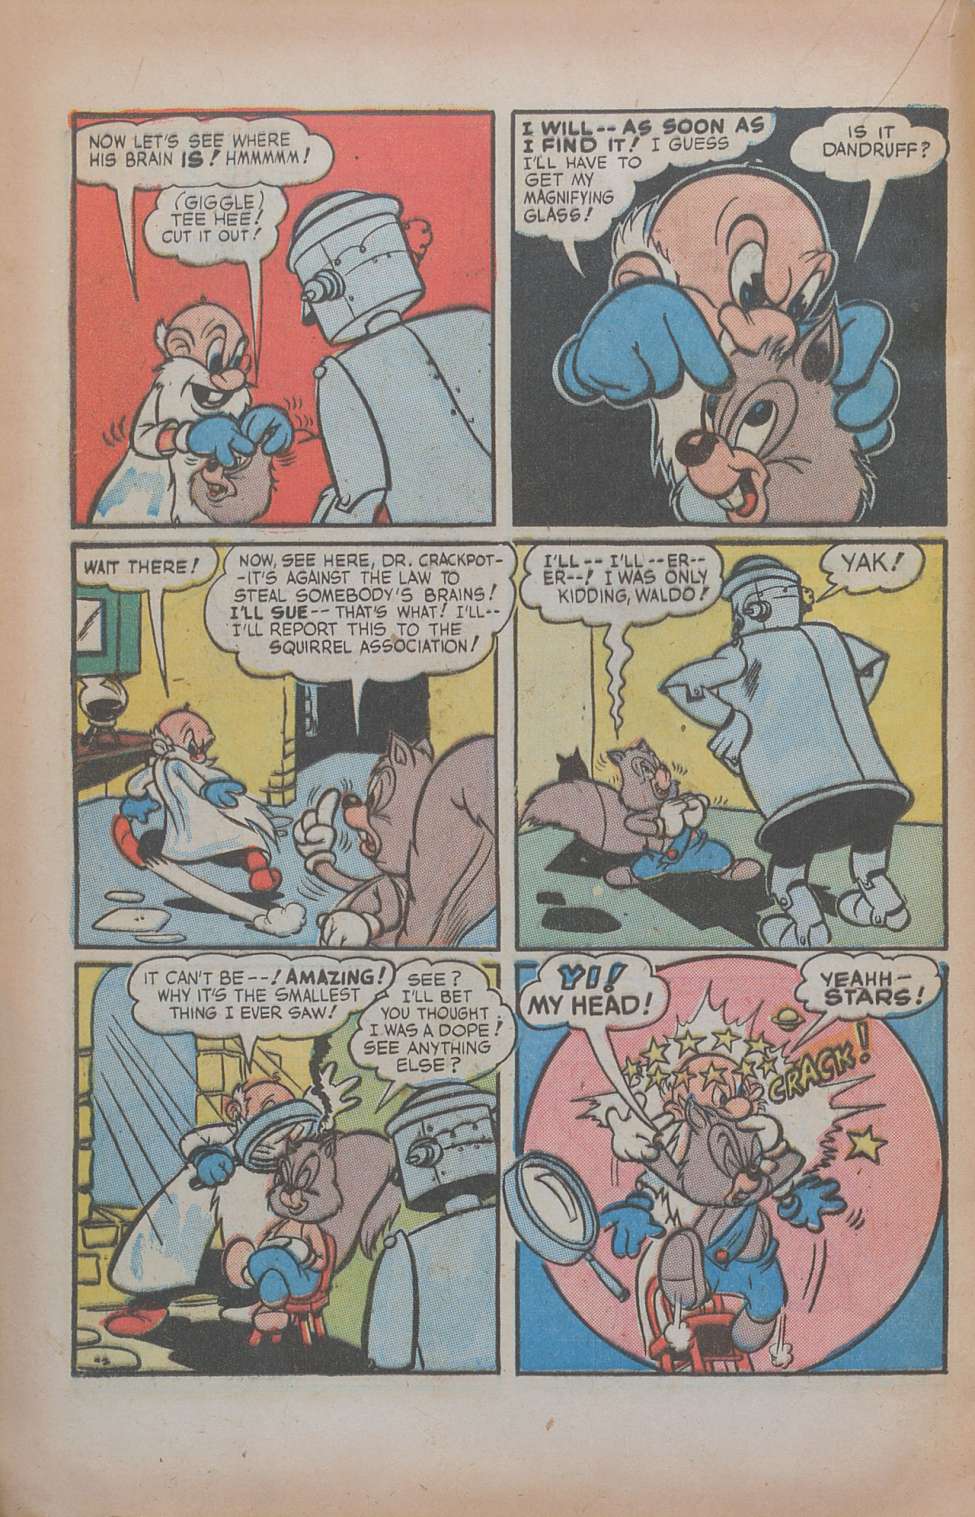 NOW LET'S SEE WHERE
HIS BRAIN IS! HMMMMM!
(GIGGLE)
TEE HEE!
CUT IT OUT!
I WILL-- AS SOON AS
I FIND IT! I GUESS
I'LL HAVE TO
GET MY
MAGNIFYING
GLASS!
IS IT
DANDRUFF?
WAIT THERE!
NOW, SEE HERE, DR. CRACKPOT-
-IT'S AGAINST THE LAW TO
STEAL SOMEBODY'S BRAINS!
I'LL SUE-- THAT'S WHAT! I'LL--
I'LL REPORT THIS TO THE
SQUIRREL ASSOCIATION!
I'LL -- I'LL --ER--
ER--! I WAS ONLY
KIDDING, WALDO!
YAK!
IT CAN'T BE--! AMAZING!
WHY IT'S THE SMALLEST
THING I EVER SAW!
SEE?
I'LL BET
YOU THOUGHT
I WAS A DOPE!
SEE ANYTHING
ELSE?
YI!
MY HEAD!
YEAHH-
STARS!
CRACK!